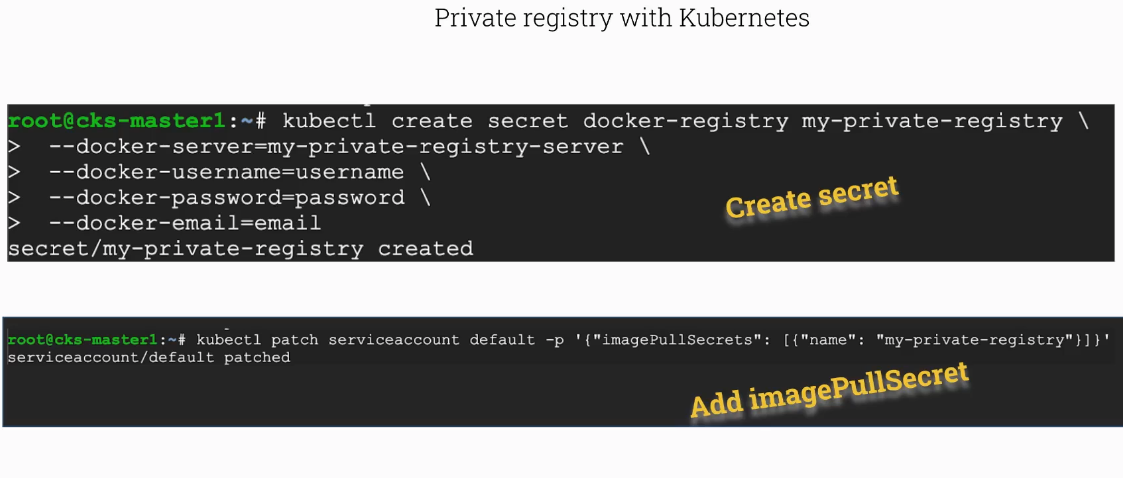 Private registry with Kubernetes
root@cks-master1:~# kubectl create secret docker-registry my-private-registry \
>  --docker-server=my-private-registry-server \
>  --docker-username=username \
>  --docker-password=password \
>  --docker-email=email
Create secret
secret/my-private-registry created
root@cks-master1:~# kubectl patch serviceaccount default -p '{"imagePullSecrets": [{"name": "my-private-registry"}]}'
serviceaccount/default patched
Add imagePullSecret